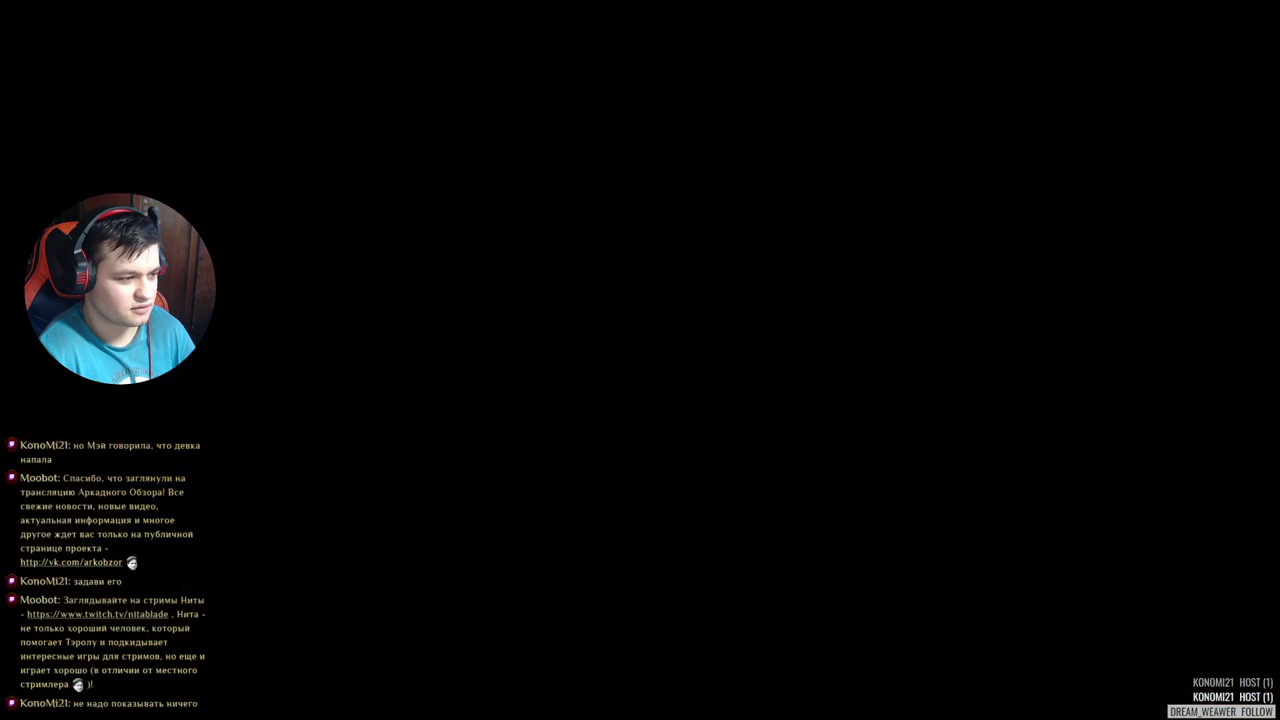 KonoMi21: но Мэй говорила, что девка
напала
Moobot: Спасибо, что заглянули на
трансляцию Аркадного Обзора! Все
свежие новости, новые видео,
актуальная информация и многое
другое ждет вас только на публичной
странице проекта -
http://vk.com/arkobzor
KonoMi21: задави его
Moobot: Заглядывайте на стримы Ниты
- https://www.twitch.tv/nitablade . Нита -
не только хороший человек, который
помогает Тэролу и подкидывает
интересные игры для стримов, но еще и
играет хорошо (в отличии от местного
стримлера )!
KonoMi21: не надо показывать ничего
KONOMI21 HOST (1)
KONOMI21 HOST (1)
DREAM_WEAWER FOLLOW